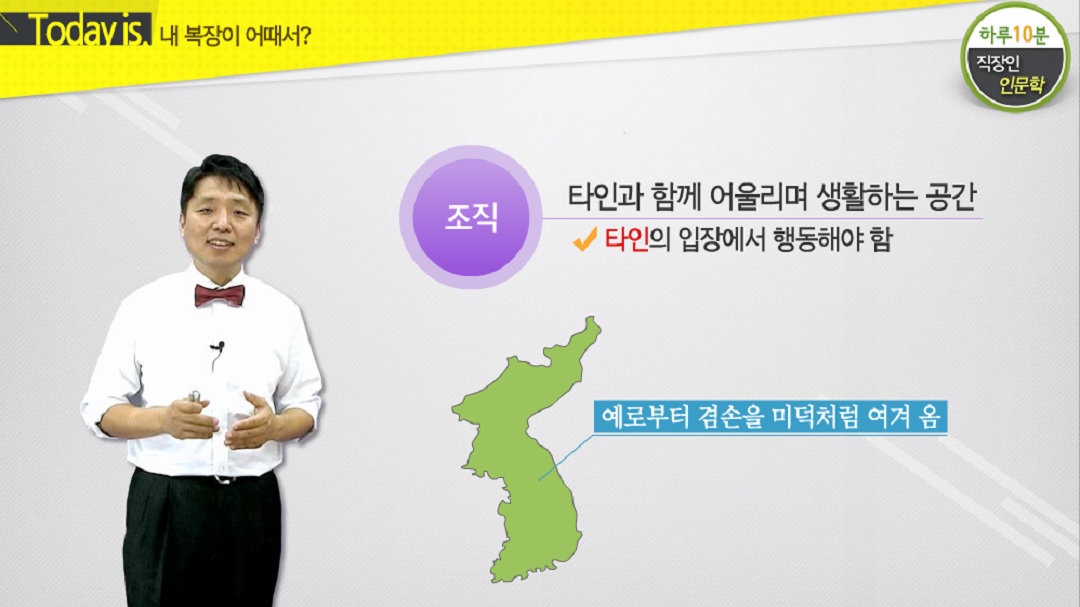 Today is. 내 복장이 어때서?
하루10분
직장인
인문학
조직
타인과 함께 어울리며 생활하는 공간
타인의 입장에서 행동해야 함
예로부터 겸손을 미덕처럼 여겨 옴